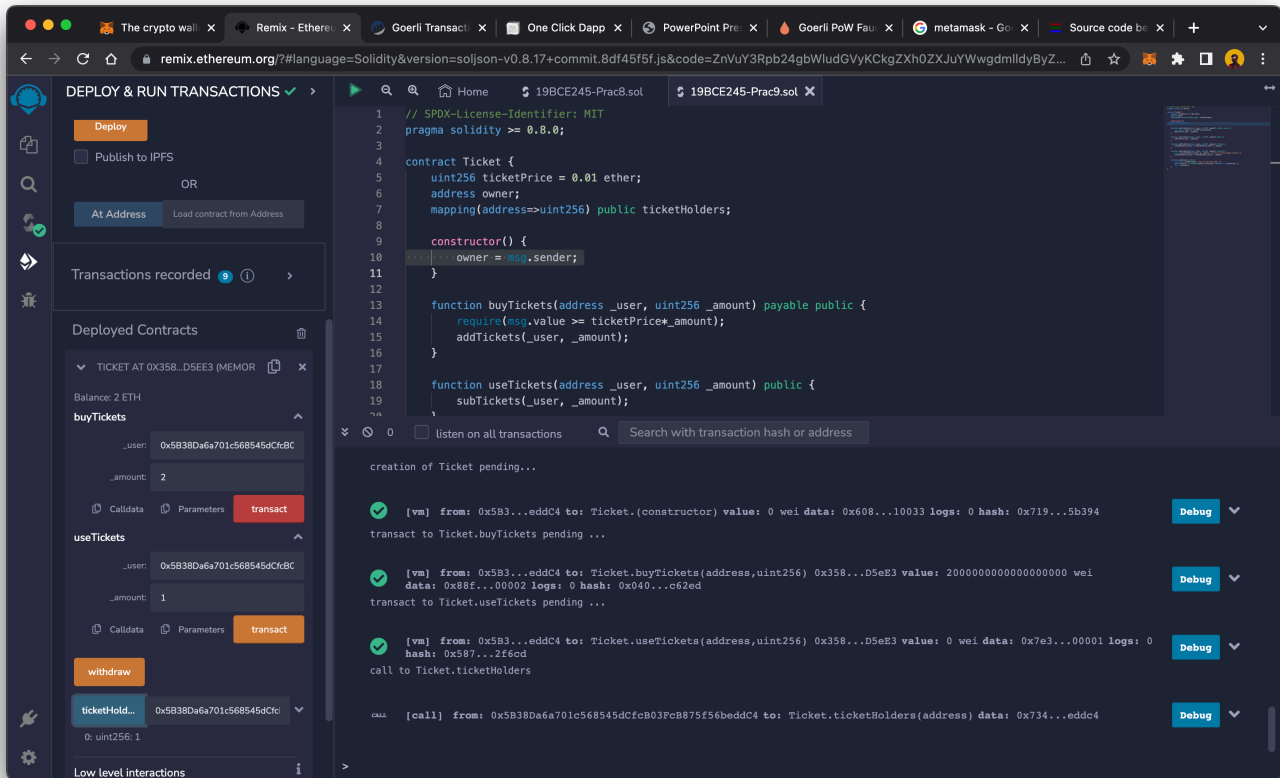 The crypto wall
Remix - Ethereu
Goerli Transacti
One Click Dapp
PowerPoint Pre
Goerli PoW Fau
metamask - Go
Source code be
remix.ethereum.org/?#language=Solidity&version=soljson-v0.8.17+commit.8df45f5f.js&code=ZnVuY3Rpb24gbWludGVyKCkgZXh0ZXJuYWwgdmlldyByZ...
DEPLOY & RUN TRANSACTIONS
Deploy
Publish to IPFS
OR
At Address Load contract from Address
Transactions recorded 9 i
Deployed Contracts
TICKET AT 0X358...D5EE3 (MEMOR
Balance: 2 ETH
buyTickets
_user: 0x5B38Da6a701c568545dCfcB0
_amount: 2
Calldata Parameters transact
useTickets
_user: 0x5B38Da6a701c568545dCfcB0
_amount: 1
Calldata Parameters transact
withdraw
ticketHold... 0x5B38Da6a701c568545dCfcl
0: uint256: 1
Low level interactions i
Home 19BCE245-Prac8.sol 19BCE245-Prac9.sol
1 // SPDX-License-Identifier: MIT
2 pragma solidity >= 0.8.0;
3
4 contract Ticket {
5 uint256 ticketPrice = 0.01 ether;
6 address owner;
7 mapping(address=>uint256) public ticketHolders;
8
9 constructor() {
10 owner = msg.sender;
11 }
12
13 function buyTickets(address _user, uint256 _amount) payable public {
14 require(msg.value >= ticketPrice*_amount);
15 addTickets(_user, _amount);
16 }
17
18 function useTickets(address _user, uint256 _amount) public {
19 subTickets(_user, _amount);
20 }
0 listen on all transactions Search with transaction hash or address
creation of Ticket pending...
[vm] from: 0x5B3...eddC4 to: Ticket.(constructor) value: 0 wei data: 0x608...10033 logs: 0 hash: 0x719...5b394
Debug
transact to Ticket.buyTickets pending ...
[vm] from: 0x5B3...eddC4 to: Ticket.buyTickets(address,uint256) 0x358...D5eE3 value: 2000000000000000000 wei
data: 0x88f...00002 logs: 0 hash: 0x040...c62ed
Debug
transact to Ticket.useTickets pending ...
[vm] from: 0x5B3...eddC4 to: Ticket.useTickets(address,uint256) 0x358...D5eE3 value: 0 wei data: 0x7e3...00001 logs: 0
hash: 0x587...2f6cd
Debug
call to Ticket.ticketHolders
CALL [call] from: 0x5B38Da6a701c568545dCfcB03FcB875f56beddC4 to: Ticket.ticketHolders(address) data: 0x734...eddc4
Debug
>